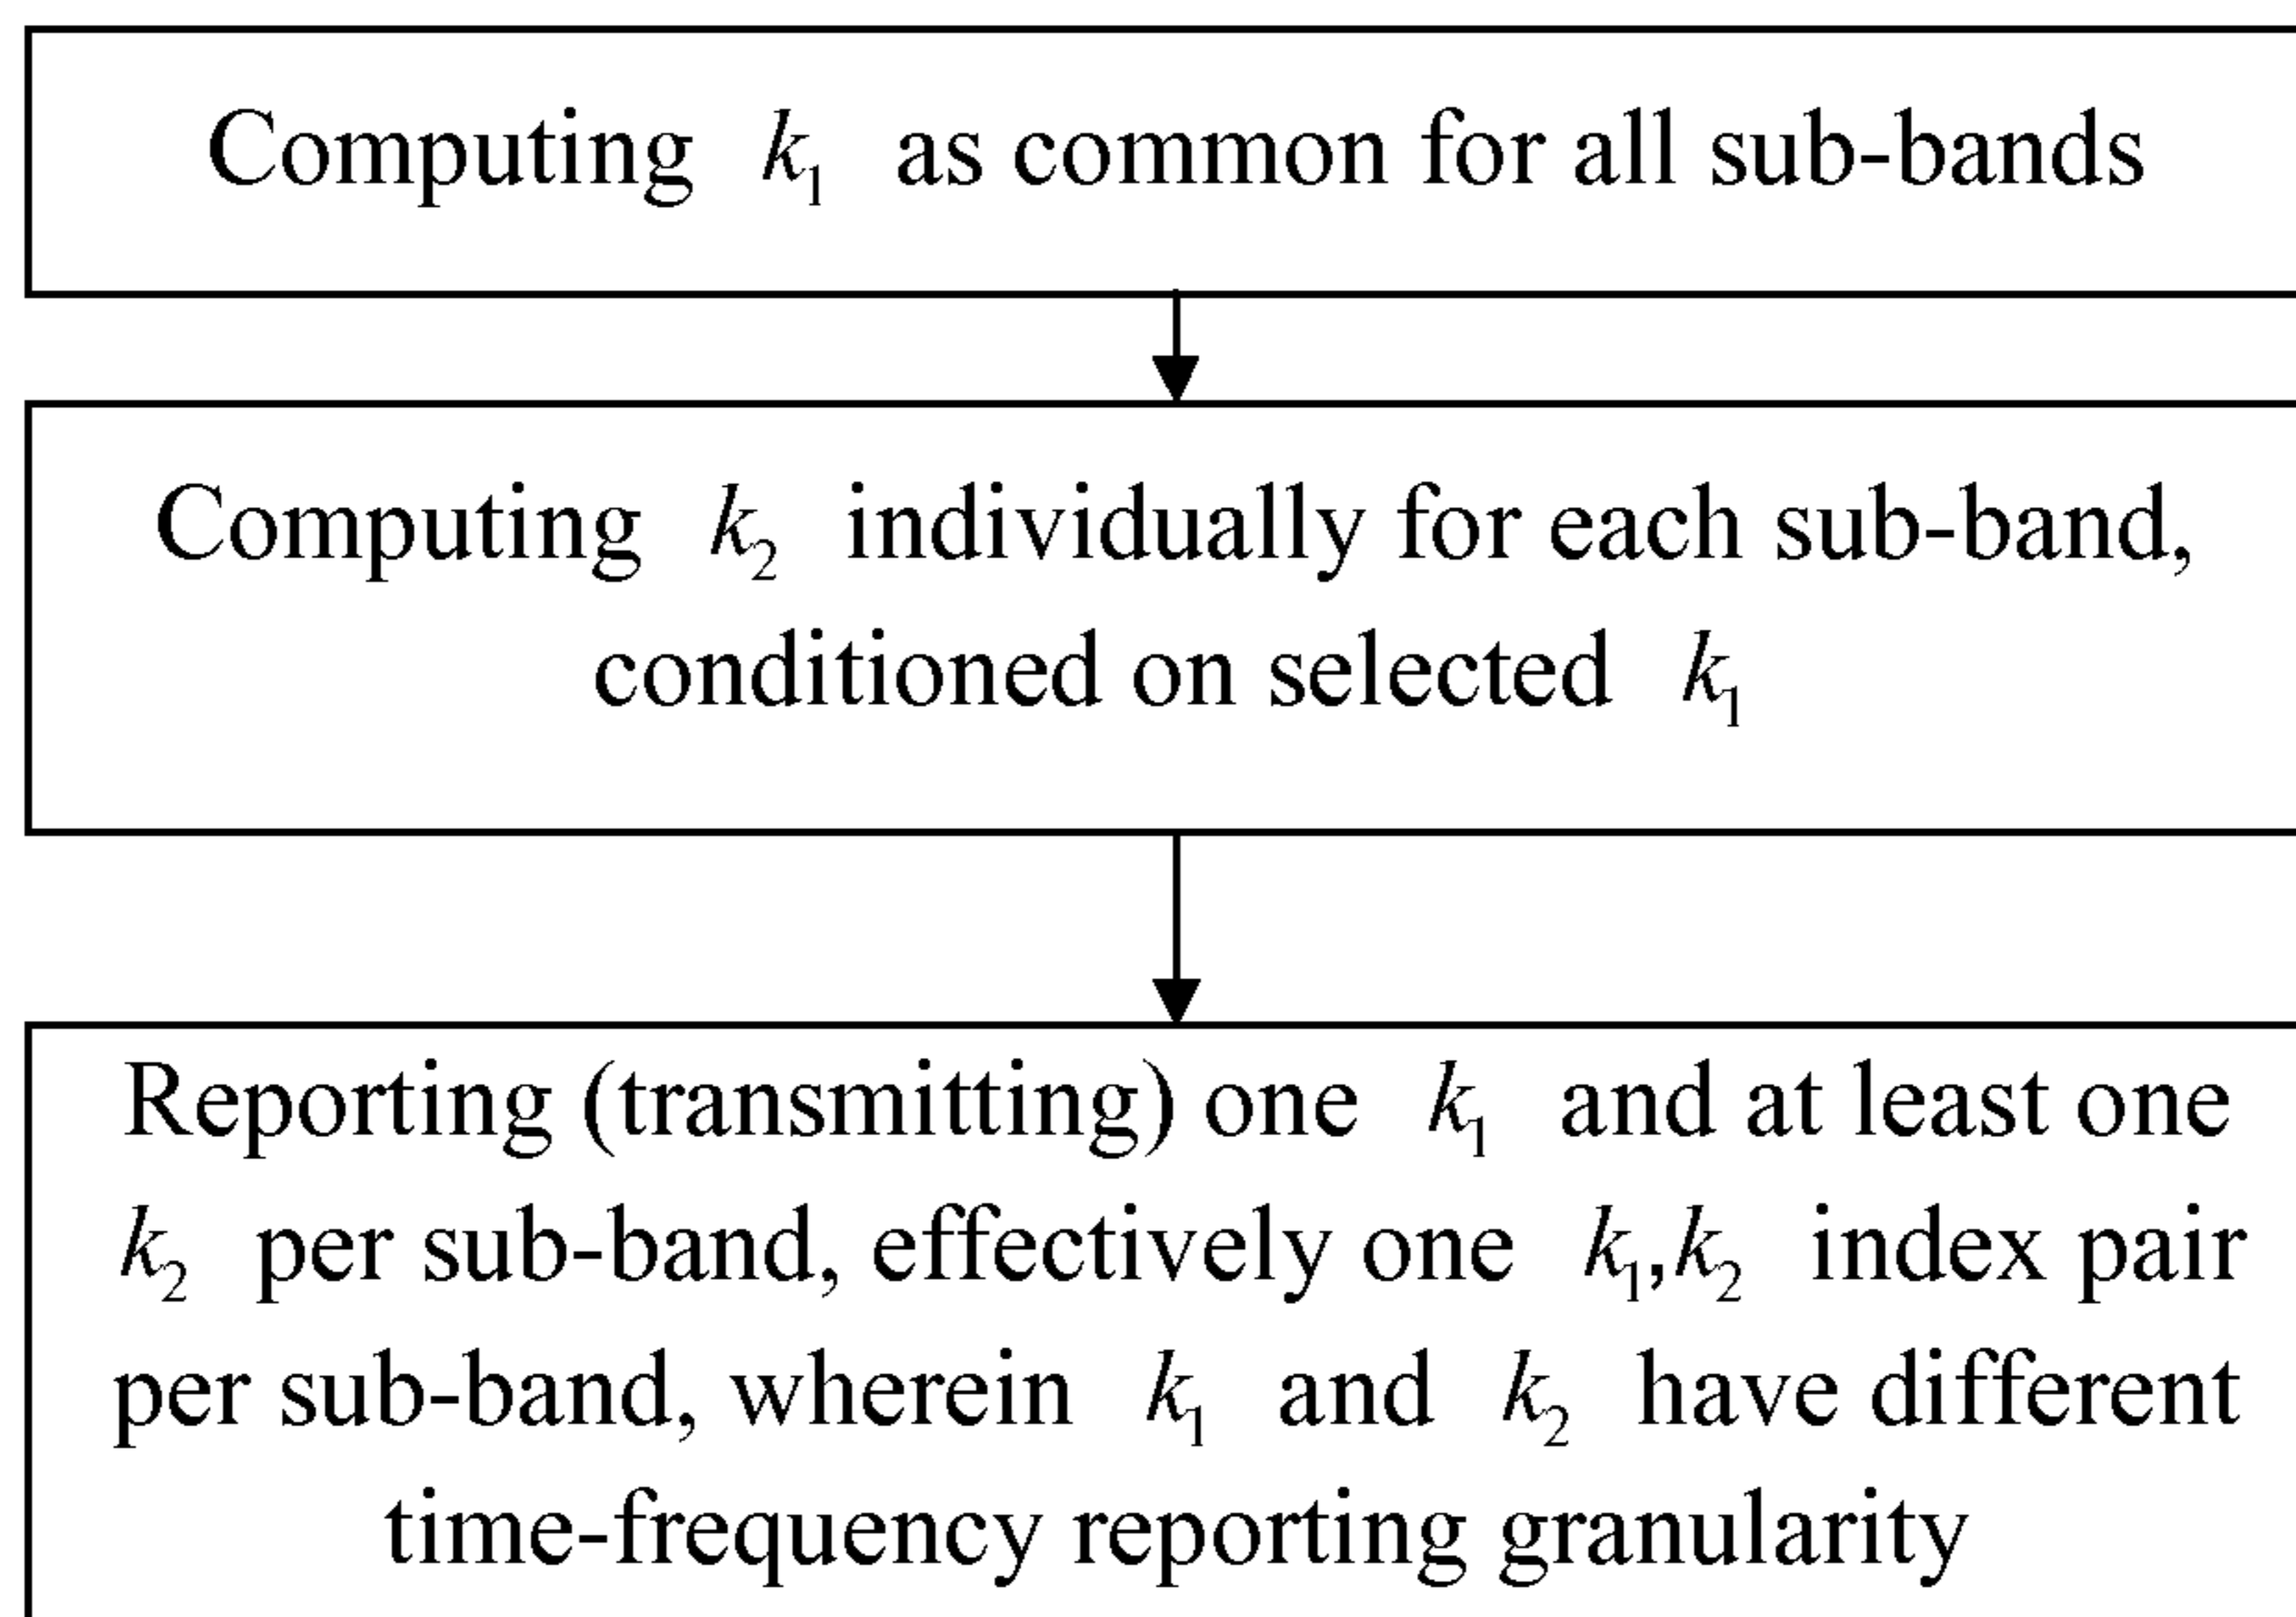 Computing k₁ as common for all sub-bands
Computing k₂ individually for each sub-band,
conditioned on selected k₁
Reporting (transmitting) one k₁ and at least one
k₂ per sub-band, effectively one k₁,k₂ index pair
per sub-band, wherein k₁ and k₂ have different
time-frequency reporting granularity